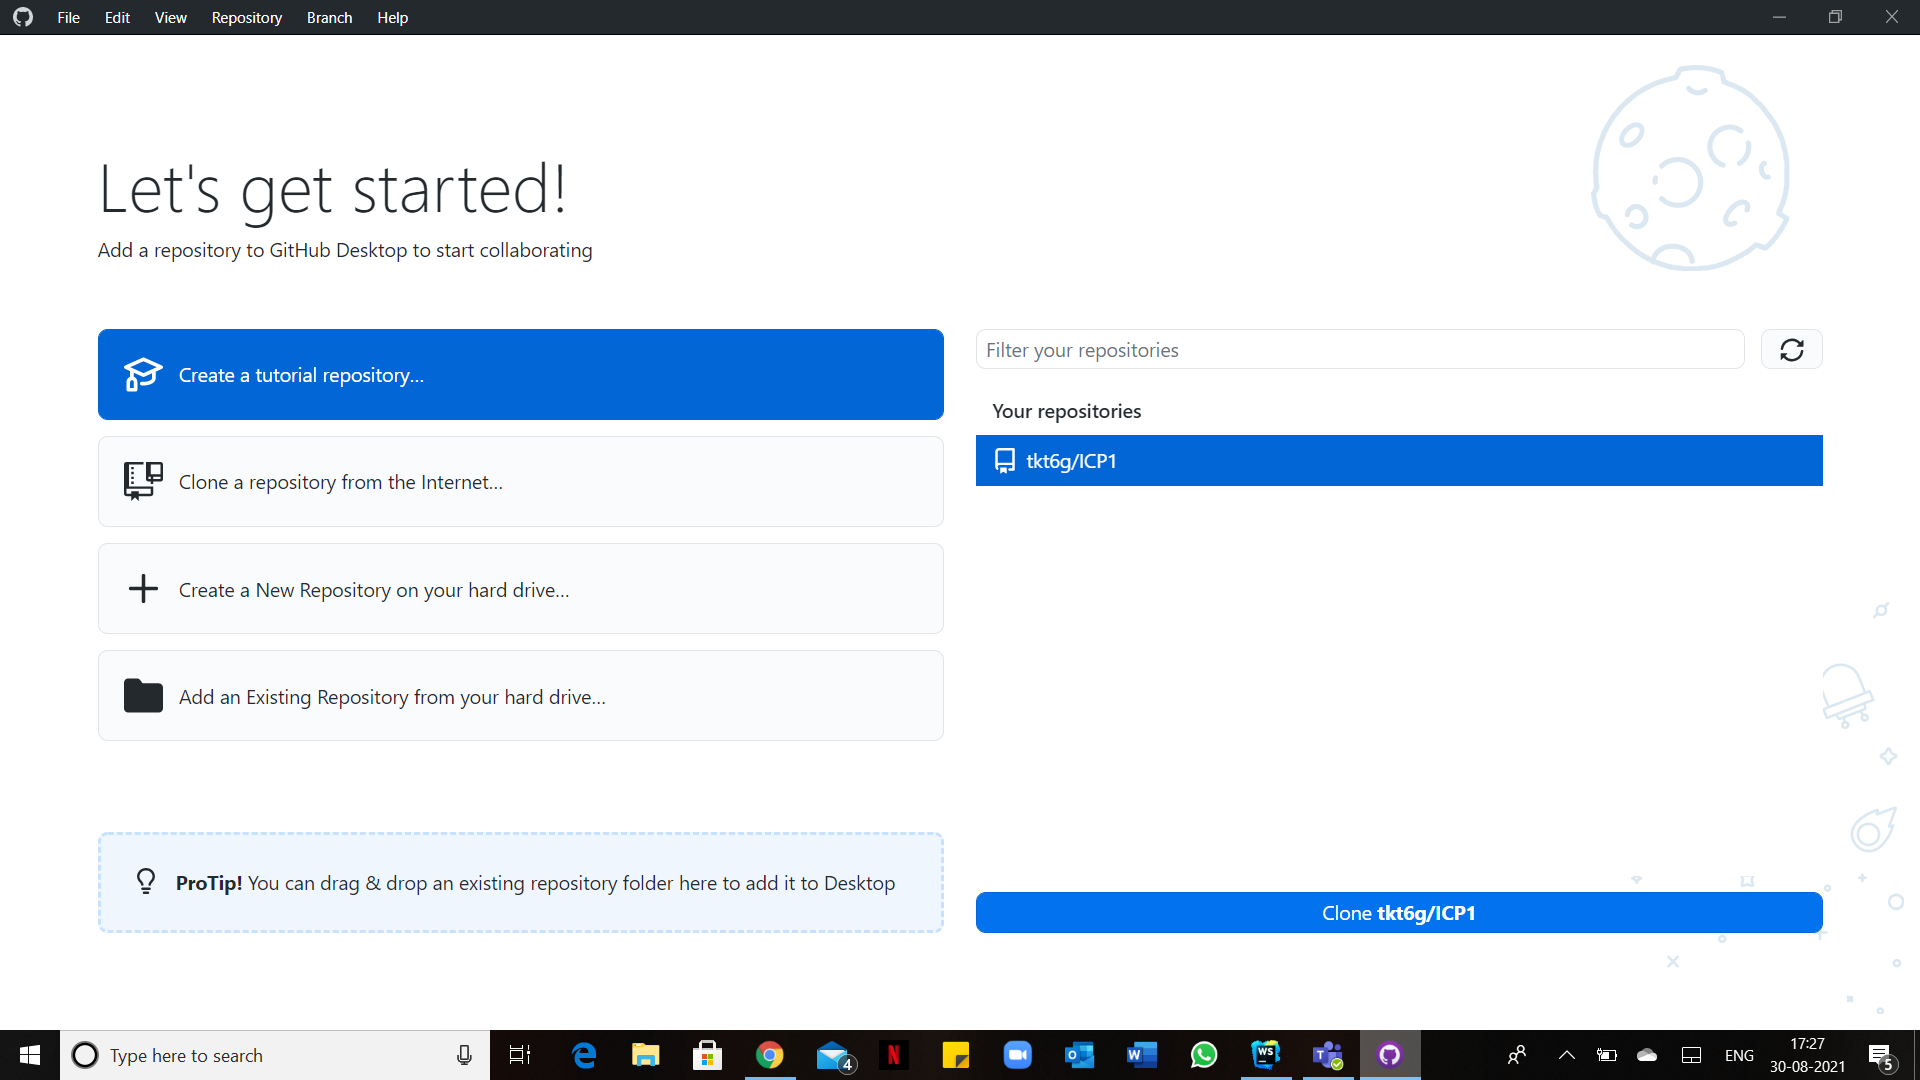 File Edit View Repository Branch Help
Let's get started!
Add a repository to GitHub Desktop to start collaborating
Create a tutorial repository...
Clone a repository from the Internet...
Create a New Repository on your hard drive...
Add an Existing Repository from your hard drive...
ProTip! You can drag & drop an existing repository folder here to add it to Desktop
Filter your repositories
Your repositories
tkt6g/ICP1
Clone tkt6g/ICP1
Type here to search
4
N
O
W
WS
T
ENG
17:27
30-08-2021
5